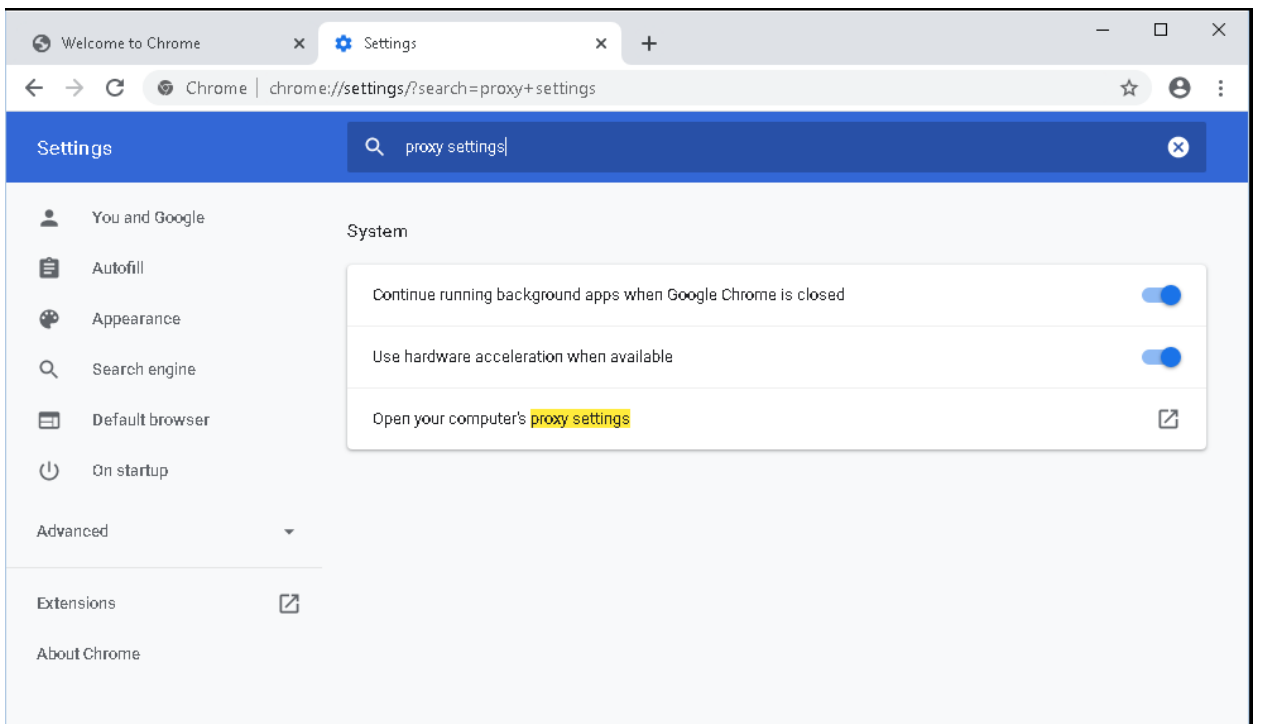 Welcome to Chrome
Settings
Chrome | chrome://settings/?search=proxy+settings
Settings
proxy settings
You and Google
Autofill
Appearance
Search engine
Default browser
On startup
Advanced
Extensions
About Chrome
System
Continue running background apps when Google Chrome is closed
Use hardware acceleration when available
Open your computer's proxy settings